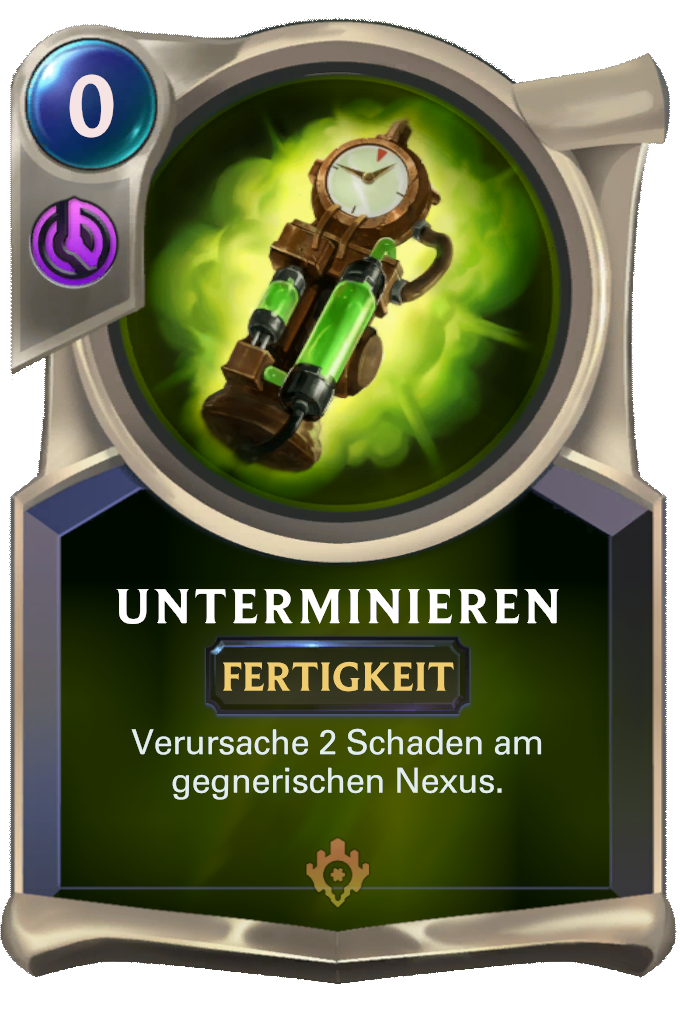 0
UNTERMINIEREN
FERTIGKEIT
Verursache 2 Schaden am
gegnerischen Nexus.